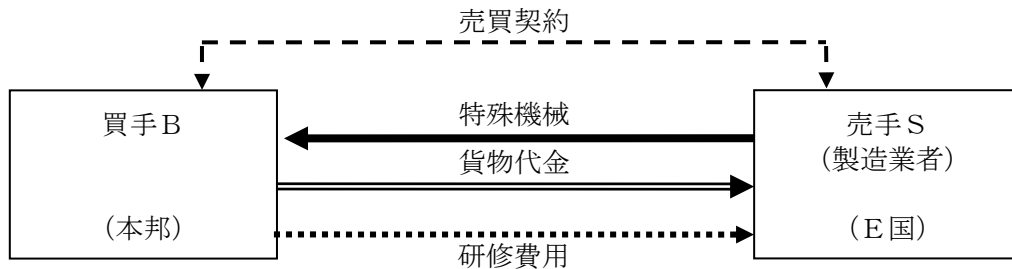 売買契約
買手B
(本邦)
特殊機械
貨物代金
研修費用
売手S
(製造業者)
(E国)